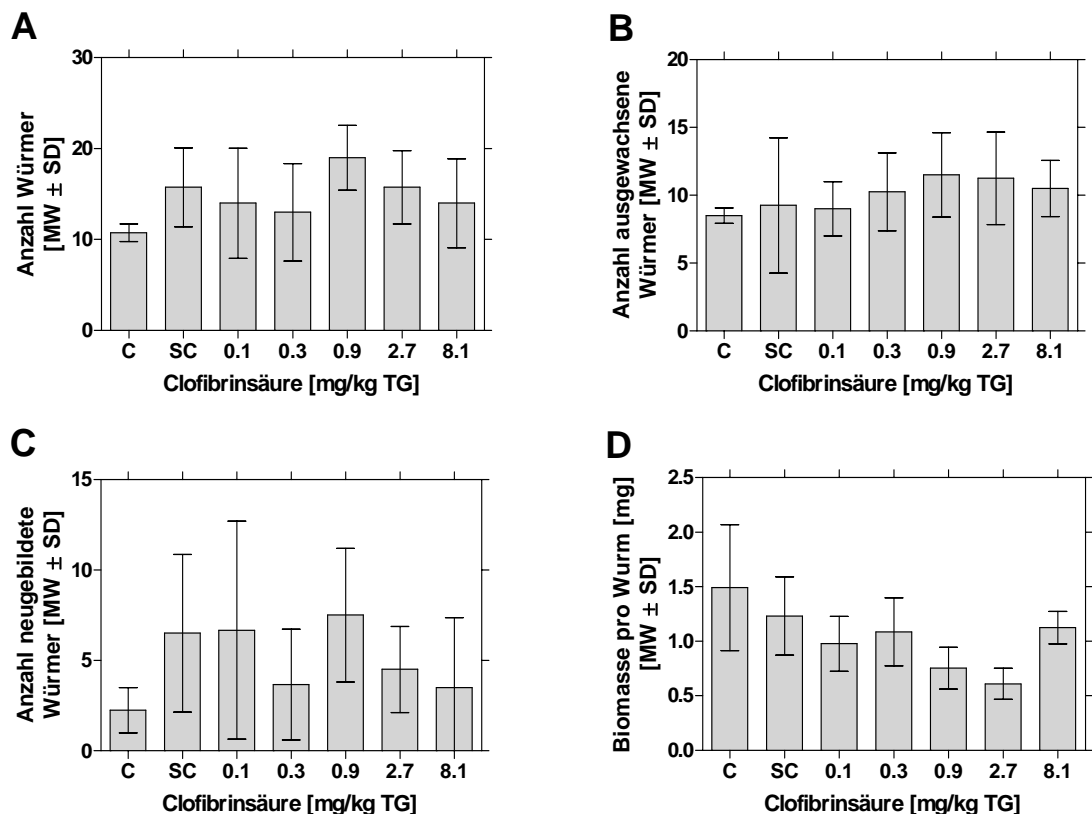 A
Anzahl Würmer
[MW ± SD]
30
20
10
0
C SC 0.1 0.3 0.9 2.7 8.1
Clofibrinsäure [mg/kg TG]
B
Anzahl ausgewachsene
Würmer [MW ± SD]
20
15
10
5
0
C SC 0.1 0.3 0.9 2.7 8.1
Clofibrinsäure [mg/kg TG]
C
Anzahl neugebildete
Würmer [MW ± SD]
15
10
5
0
C SC 0.1 0.3 0.9 2.7 8.1
Clofibrinsäure [mg/kg TG]
D
Biomasse pro Wurm [mg]
[MW ± SD]
2.5
2.0
1.5
1.0
0.5
0.0
C SC 0.1 0.3 0.9 2.7 8.1
Clofibrinsäure [mg/kg TG]